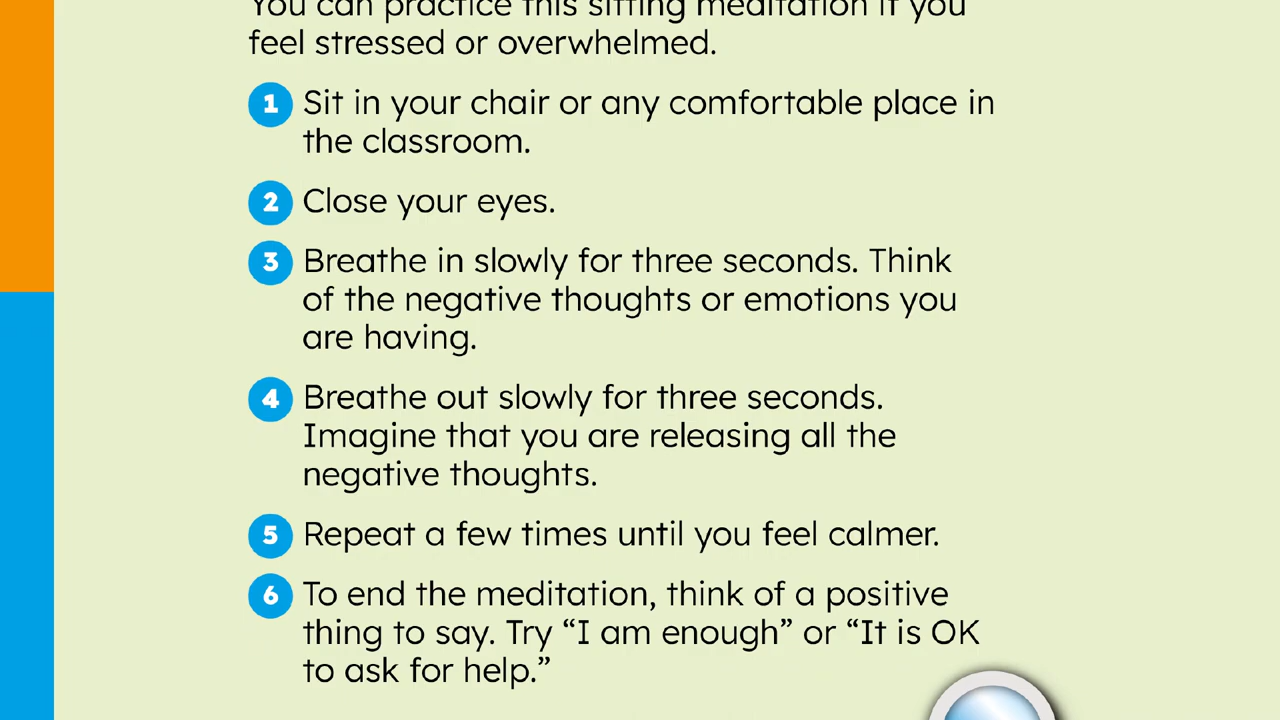 You can practice this sitting meditation if you
feel stressed or overwhelmed.
1 Sit in your chair or any comfortable place in
the classroom.
2 Close your eyes.
3 Breathe in slowly for three seconds. Think
of the negative thoughts or emotions you
are having.
4 Breathe out slowly for three seconds.
Imagine that you are releasing all the
negative thoughts.
5 Repeat a few times until you feel calmer.
6 To end the meditation, think of a positive
thing to say. Try “I am enough” or “It is OK
to ask for help.”